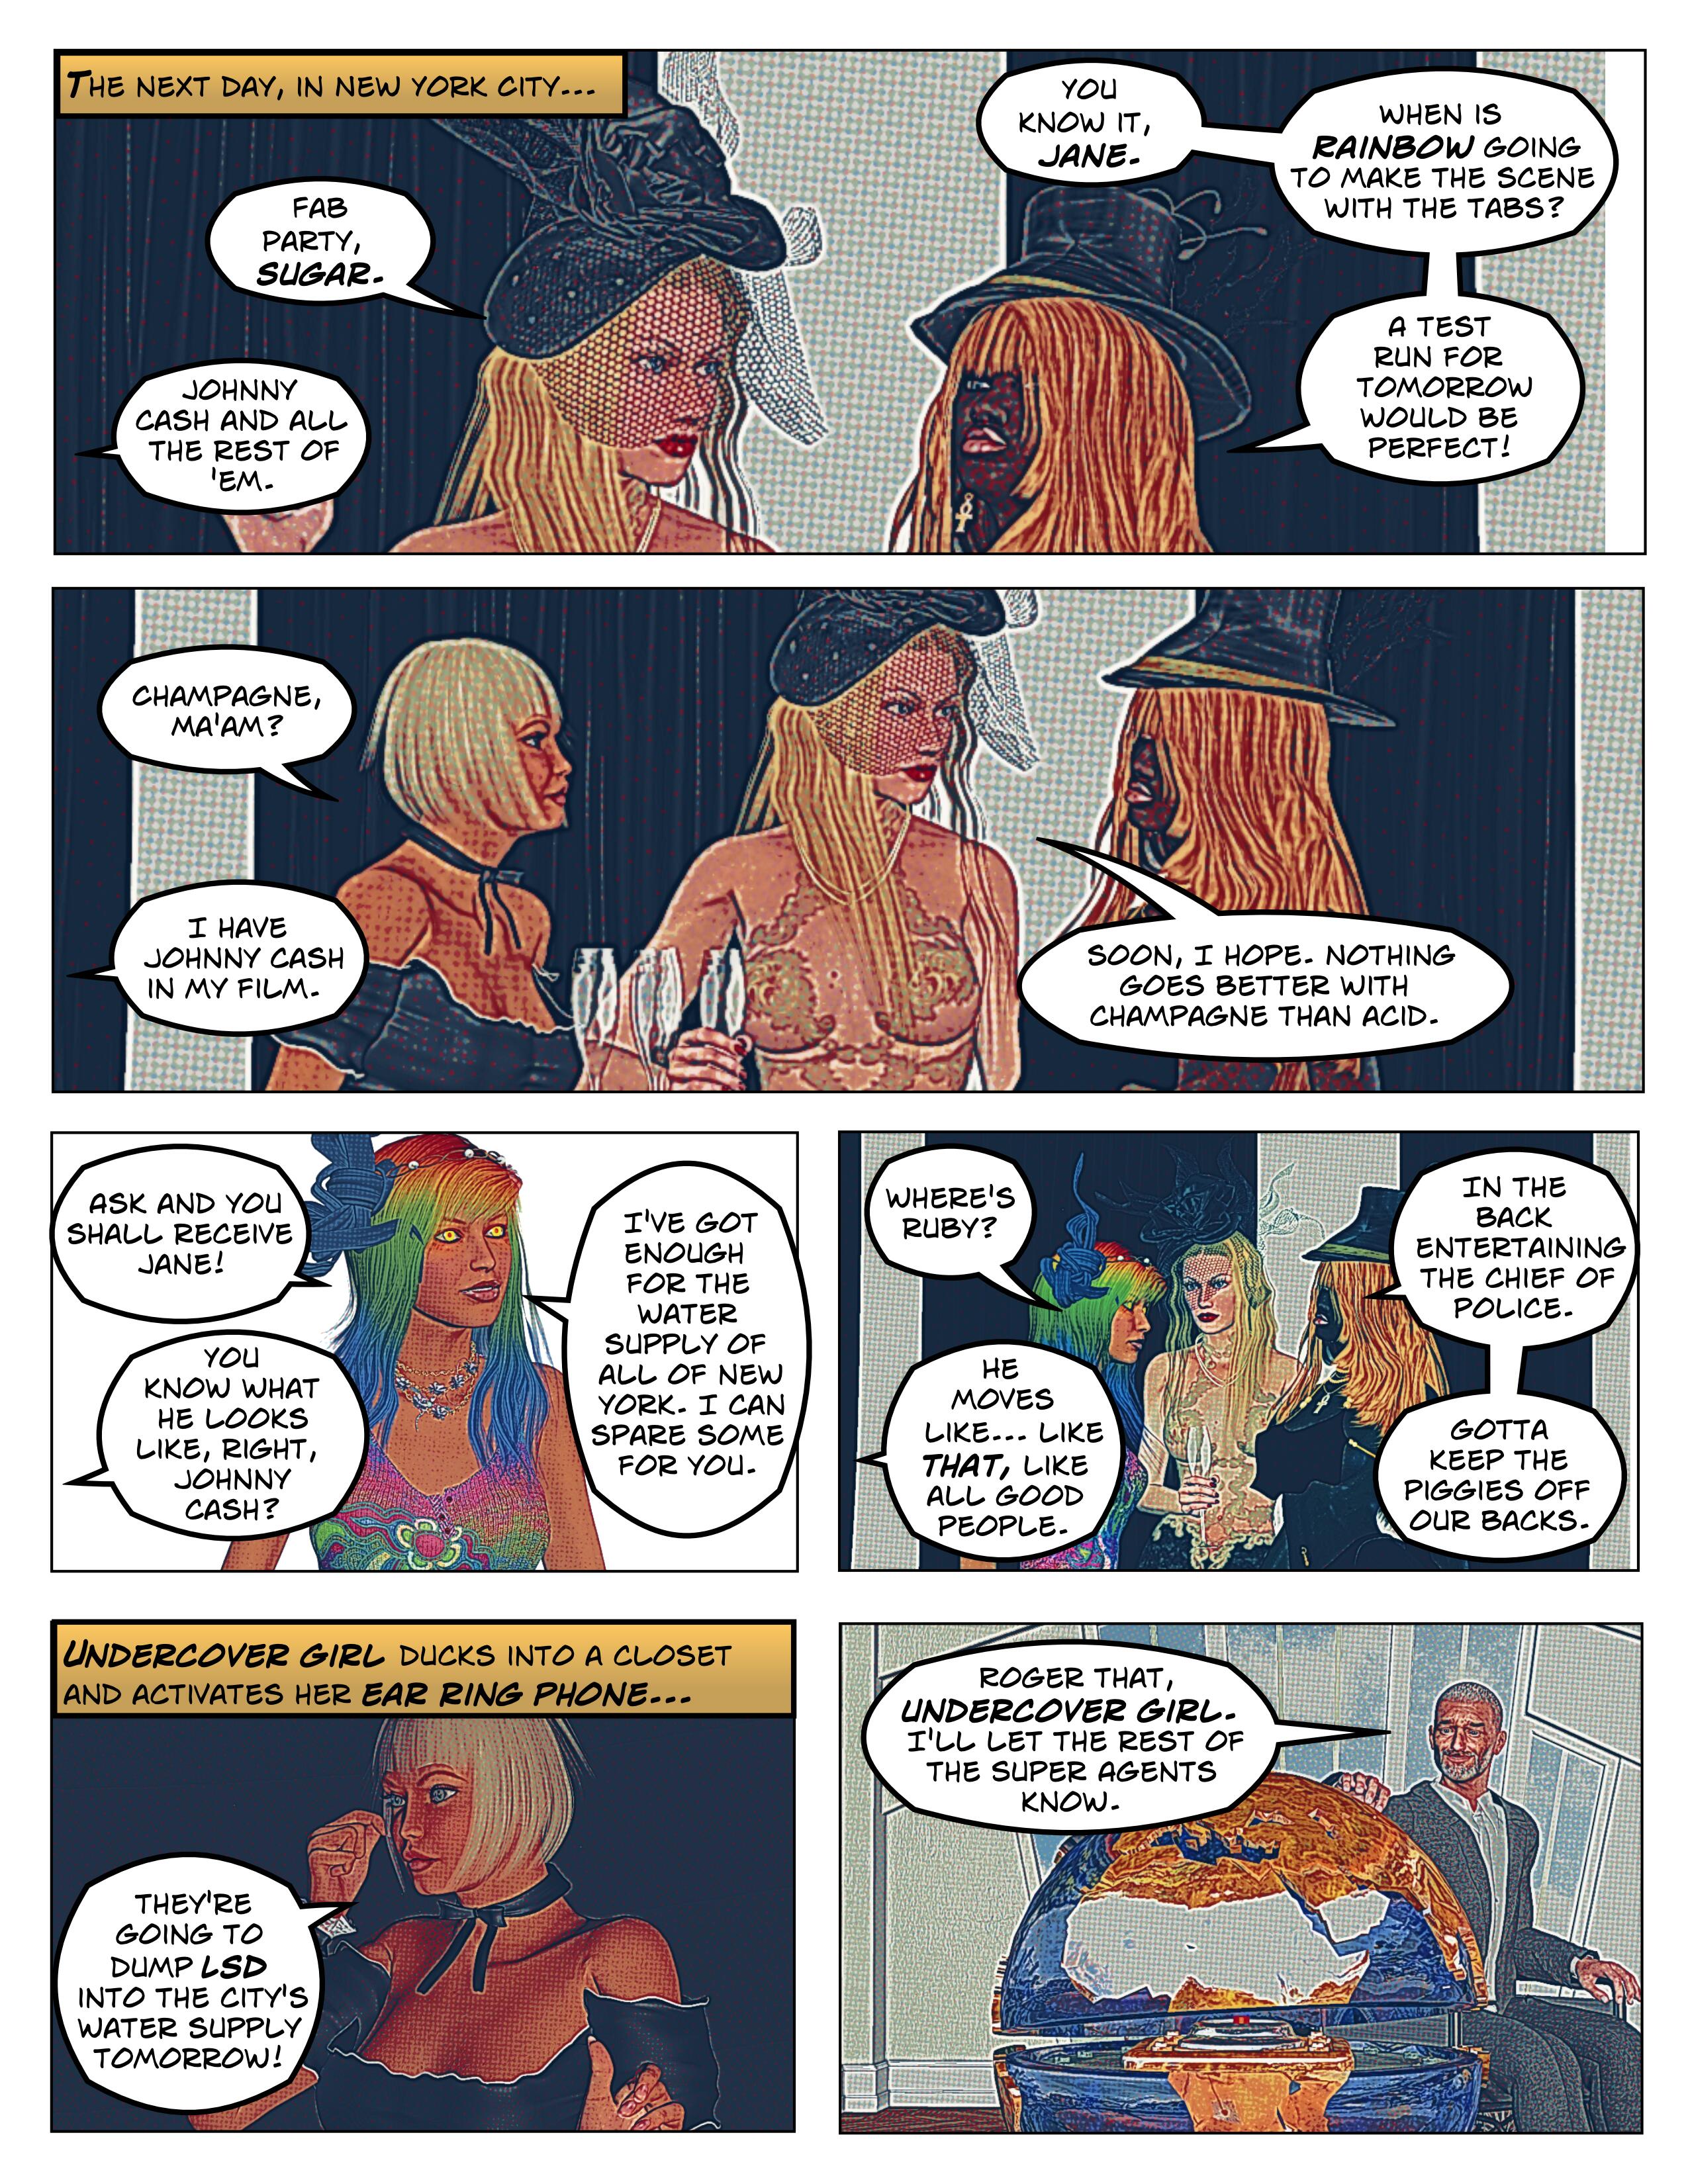 THE NEXT DAY, IN NEW YORK CITY...
FAB
PARTY,
SUGAR.
YOU
KNOW IT,
JANE.
WHEN IS
RAINBOW GOING
TO MAKE THE SCENE
WITH THE TABS?
A TEST
RUN FOR
TOMORROW
WOULD BE
PERFECT!
JOHNNY
CASH AND ALL
THE REST OF
'EM.
CHAMPAGNE,
MA'AM?
I HAVE
JOHNNY CASH
IN MY FILM.
SOON, I HOPE. NOTHING
GOES BETTER WITH
CHAMPAGNE THAN ACID.
ASK AND YOU
SHALL RECEIVE
JANE!
I'VE GOT
ENOUGH
FOR THE
WATER
SUPPLY OF
ALL OF NEW
YORK. I CAN
SPARE SOME
FOR YOU.
YOU
KNOW WHAT
HE LOOKS
LIKE, RIGHT,
JOHNNY
CASH?
WHERE'S
RUBY?
IN THE
BACK
ENTERTAINING
THE CHIEF OF
POLICE.
GOTTA
KEEP THE
PIGGIES OFF
OUR BACKS.
HE
MOVES
LIKE... LIKE
THAT, LIKE
ALL GOOD
PEOPLE.
UNDERCOVER GIRL DUCKS INTO A CLOSET
AND ACTIVATES HER EAR RING PHONE...
THEY'RE
GOING TO
DUMP LSD
INTO THE CITY'S
WATER SUPPLY
TOMORROW!
ROGER THAT,
UNDERCOVER GIRL.
I'LL LET THE REST OF
THE SUPER AGENTS
KNOW.